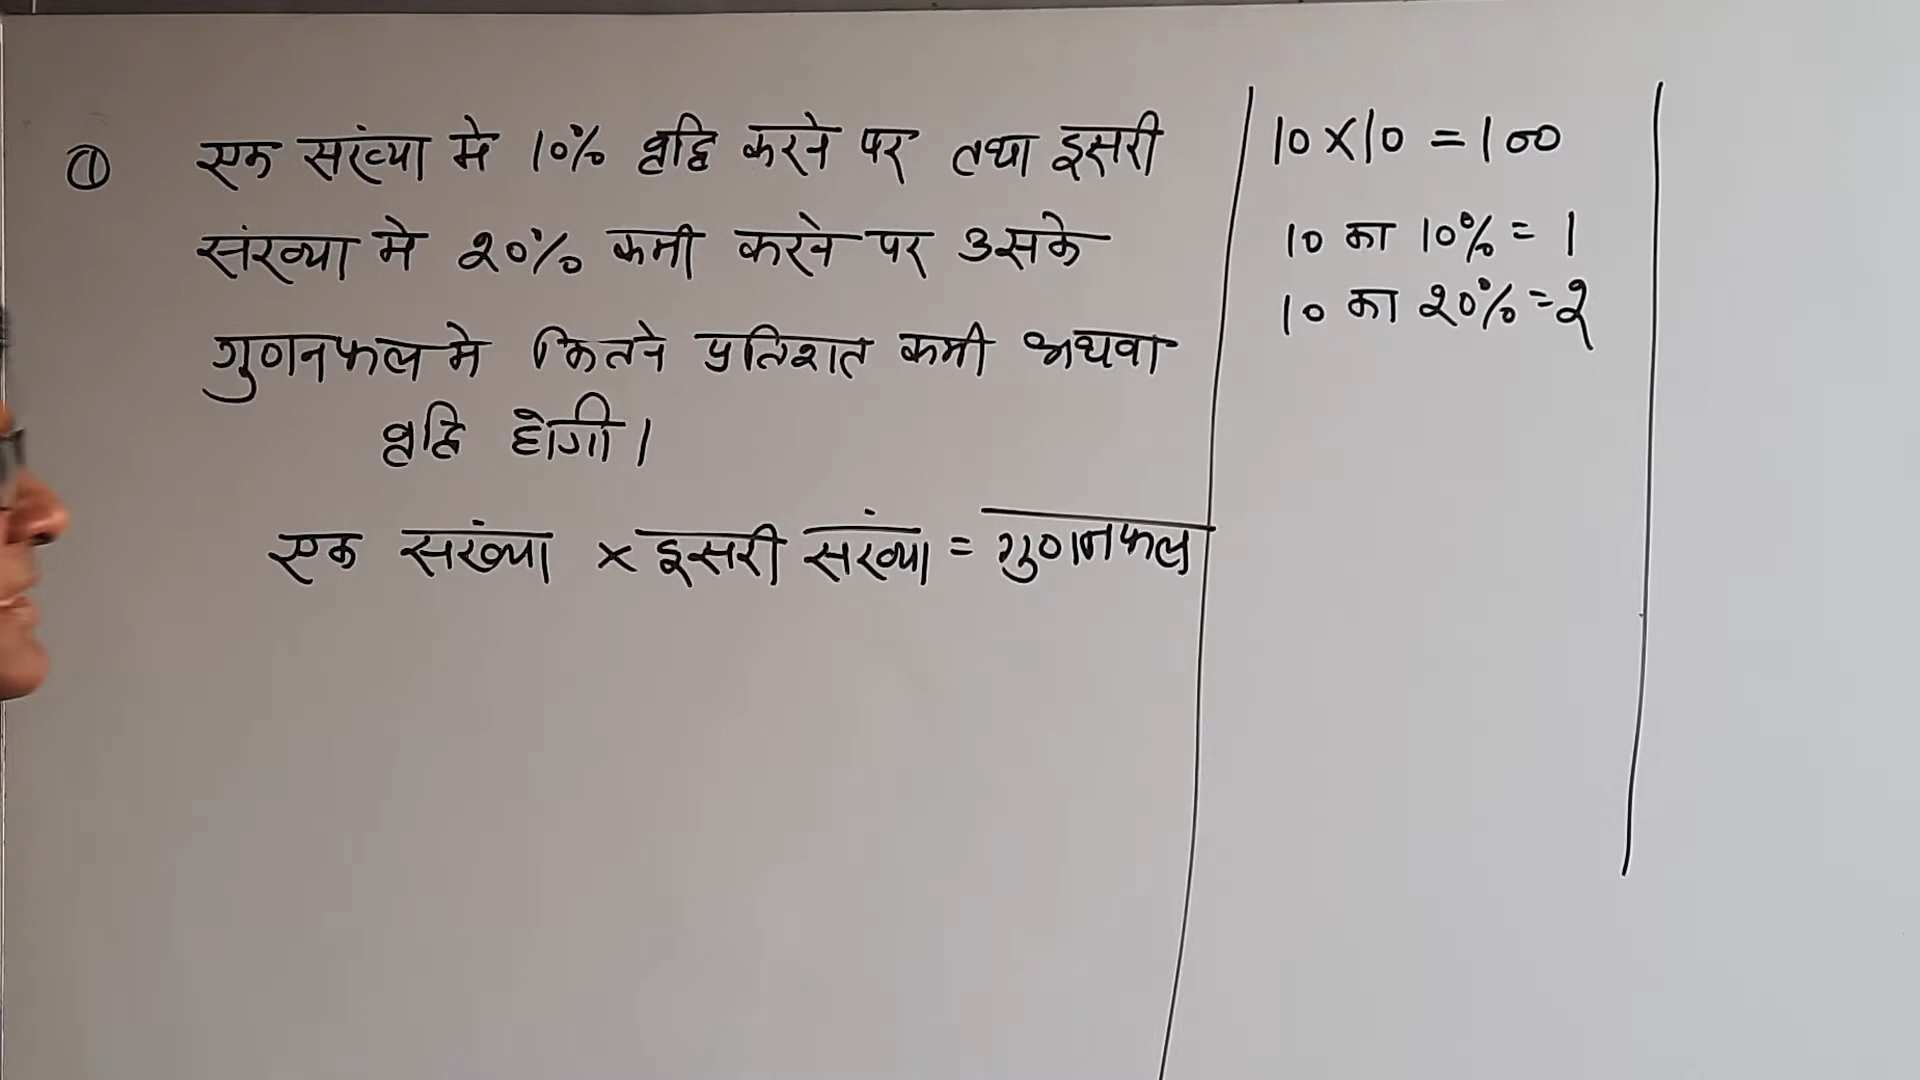 ① एक संख्या मे 10% वृद्धि करने पर तथा दूसरी
संख्या मे 20% कमी करने पर उसके
गुणनफल मे कितने प्रतिशत कमी अथवा
वृद्धि होगी।
एक संख्या × दूसरी संख्या = गुणनफल
10 × 10 = 100
10 का 10% = 1
10 का 20% = 2